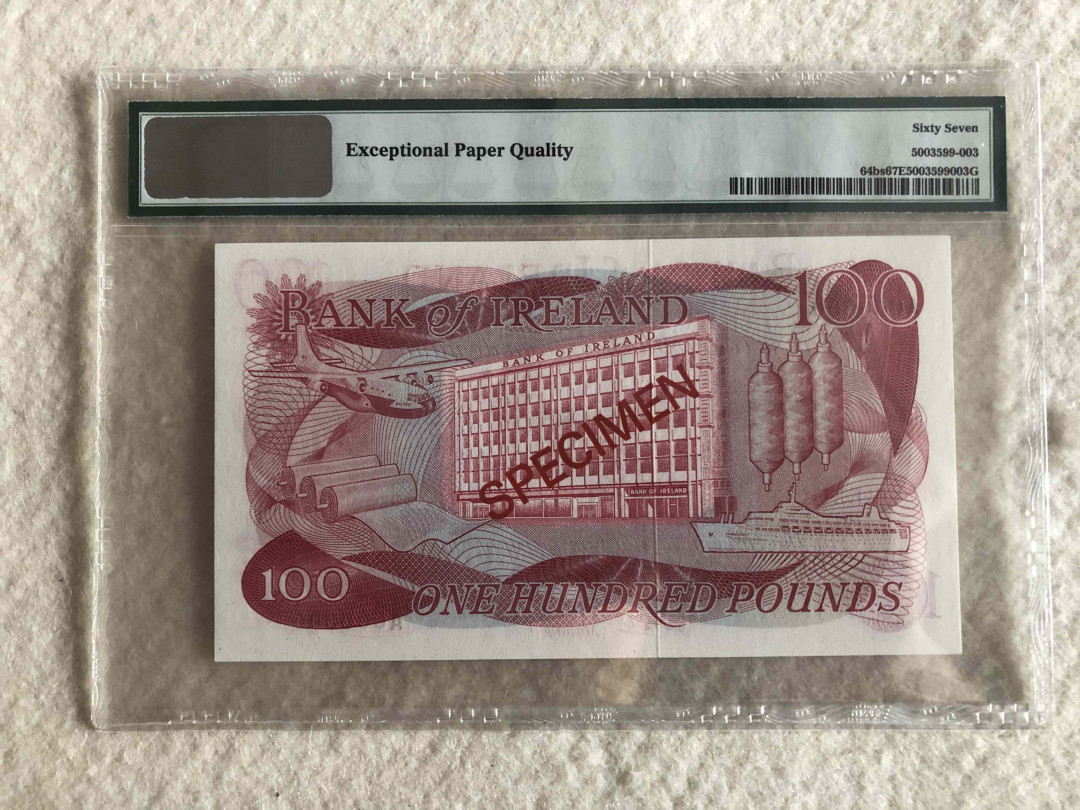 Exceptional Paper Quality
Sixty Seven
5003599-003
64bs67E5003599003G
BANK of IRELAND
100
BANK OF IRELAND
SPECIMEN
BANK OF IRELAND
100
ONE HUNDRED POUNDS